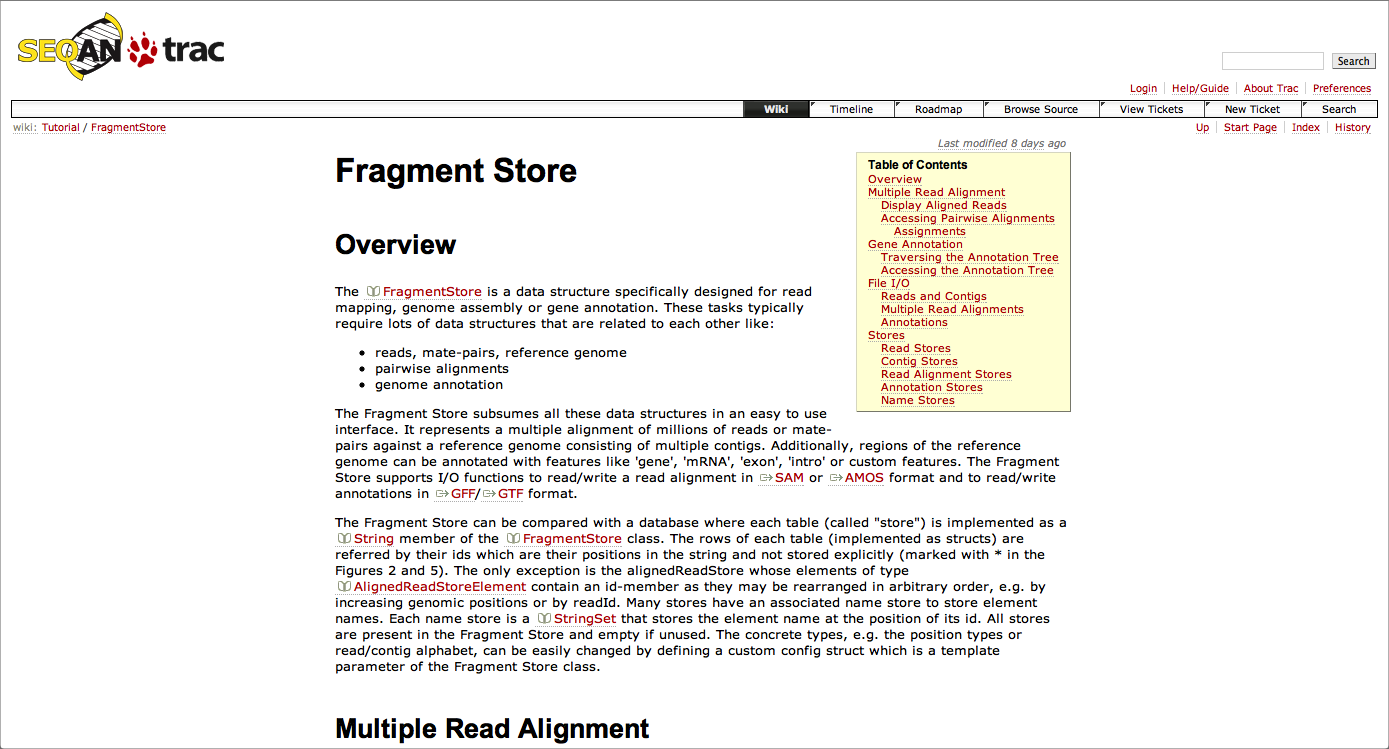 SEQAN trac
Search
Login Help/Guide About Trac Preferences
Wiki Timeline Roadmap Browse Source View Tickets New Ticket Search
wiki: Tutorial / FragmentStore
Up Start Page Index History
Last modified 8 days ago
Fragment Store
Table of Contents
Overview
Multiple Read Alignment
Display Aligned Reads
Accessing Pairwise Alignments
Assignments
Gene Annotation
Traversing the Annotation Tree
Accessing the Annotation Tree
File I/O
Reads and Contigs
Multiple Read Alignments
Annotations
Stores
Read Stores
Contig Stores
Read Alignment Stores
Annotation Stores
Name Stores
Overview
The FragmentStore is a data structure specifically designed for read
mapping, genome assembly or gene annotation. These tasks typically
require lots of data structures that are related to each other like:
• reads, mate-pairs, reference genome
• pairwise alignments
• genome annotation
The Fragment Store subsumes all these data structures in an easy to use
interface. It represents a multiple alignment of millions of reads or mate-
pairs against a reference genome consisting of multiple contigs. Additionally, regions of the reference
genome can be annotated with features like 'gene', 'mRNA', 'exon', 'intro' or custom features. The Fragment
Store supports I/O functions to read/write a read alignment in SAM or AMOS format and to read/write
annotations in GFF/ GTF format.
The Fragment Store can be compared with a database where each table (called "store") is implemented as a
String member of the FragmentStore class. The rows of each table (implemented as structs) are
referred by their ids which are their positions in the string and not stored explicitly (marked with * in the
Figures 2 and 5). The only exception is the alignedReadStore whose elements of type
AlignedReadStoreElement contain an id-member as they may be rearranged in arbitrary order, e.g. by
increasing genomic positions or by readId. Many stores have an associated name store to store element
names. Each name store is a StringSet that stores the element name at the position of its id. All stores
are present in the Fragment Store and empty if unused. The concrete types, e.g. the position types or
read/contig alphabet, can be easily changed by defining a custom config struct which is a template
parameter of the Fragment Store class.
Multiple Read Alignment